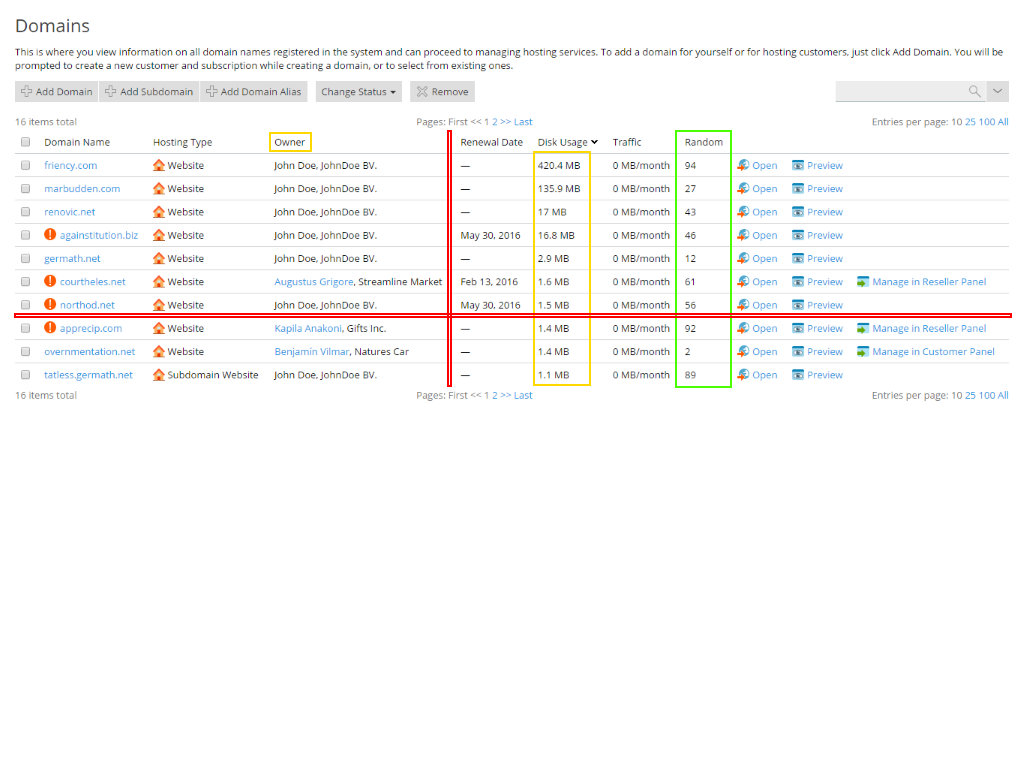 Domains
This is where you view information on all domain names registered in the system and can proceed to managing hosting services. To add a domain for yourself or for hosting customers, just click Add Domain. You will be
prompted to create a new customer and subscription while creating a domain, or to select from existing ones.
Add Domain Add Subdomain Add Domain Alias Change Status Remove
16 items total Pages: First << 1 2 >> Last Entries per page: 10 25 100 All
Domain Name Hosting Type Owner Renewal Date Disk Usage Traffic Random
friency.com Website John Doe, JohnDoe BV. — 420.4 MB 0 MB/month 94 Open Preview
marbudden.com Website John Doe, JohnDoe BV. — 135.9 MB 0 MB/month 27 Open Preview
renovic.net Website John Doe, JohnDoe BV. — 17 MB 0 MB/month 43 Open Preview
againstitution.biz Website John Doe, JohnDoe BV. May 30, 2016 16.8 MB 0 MB/month 46 Open Preview
germath.net Website John Doe, JohnDoe BV. — 2.9 MB 0 MB/month 12 Open Preview
courtheles.net Website Augustus Grigore, Streamline Market Feb 13, 2016 1.6 MB 0 MB/month 61 Open Preview Manage in Reseller Panel
northod.net Website John Doe, JohnDoe BV. May 30, 2016 1.5 MB 0 MB/month 56 Open Preview
apprecip.com Website Kapila Anakoni, Gifts Inc. — 1.4 MB 0 MB/month 92 Open Preview Manage in Reseller Panel
overnmentation.net Website Benjamín Vilmar, Natures Car — 1.4 MB 0 MB/month 2 Open Preview Manage in Customer Panel
tatless.germath.net Subdomain Website John Doe, JohnDoe BV. — 1.1 MB 0 MB/month 89 Open Preview
16 items total Pages: First << 1 2 >> Last Entries per page: 10 25 100 All